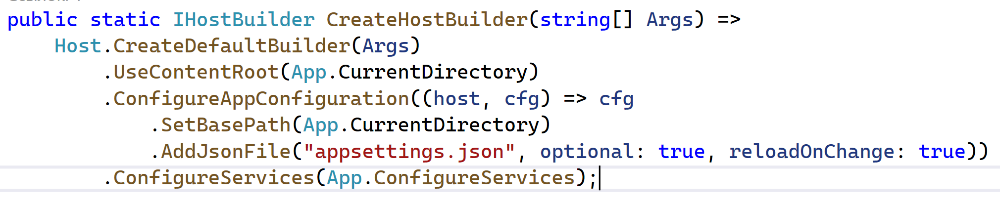 public static IHostBuilder CreateHostBuilder(string[] Args) =>
    Host.CreateDefaultBuilder(Args)
        .UseContentRoot(App.CurrentDirectory)
        .ConfigureAppConfiguration((host, cfg) => cfg
            .SetBasePath(App.CurrentDirectory)
            .AddJsonFile("appsettings.json", optional: true, reloadOnChange: true))
        .ConfigureServices(App.ConfigureServices);